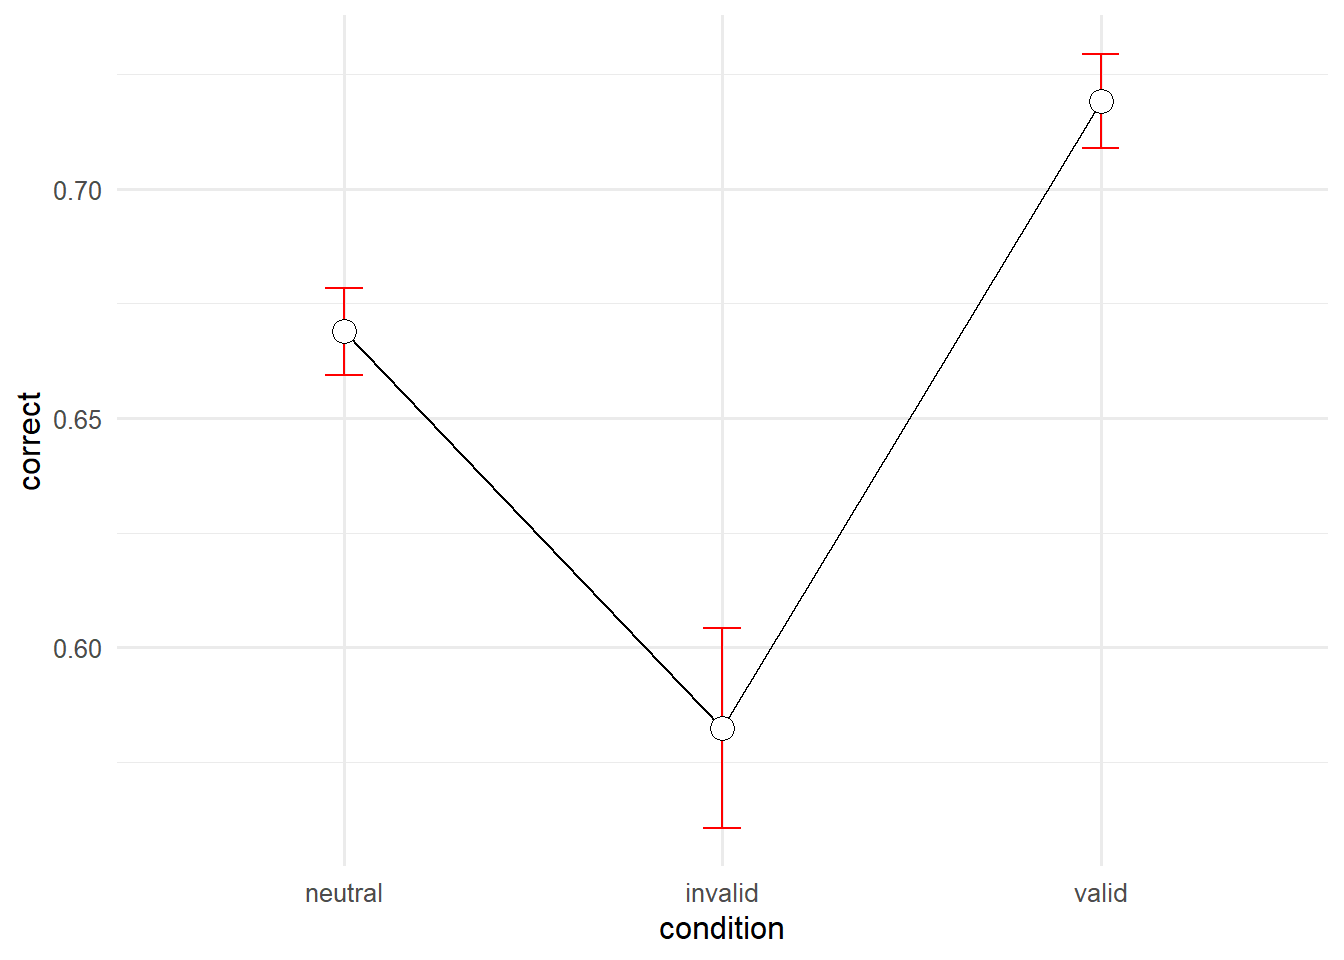 correct
0.70
0.65
0.60
neutral invalid valid
condition